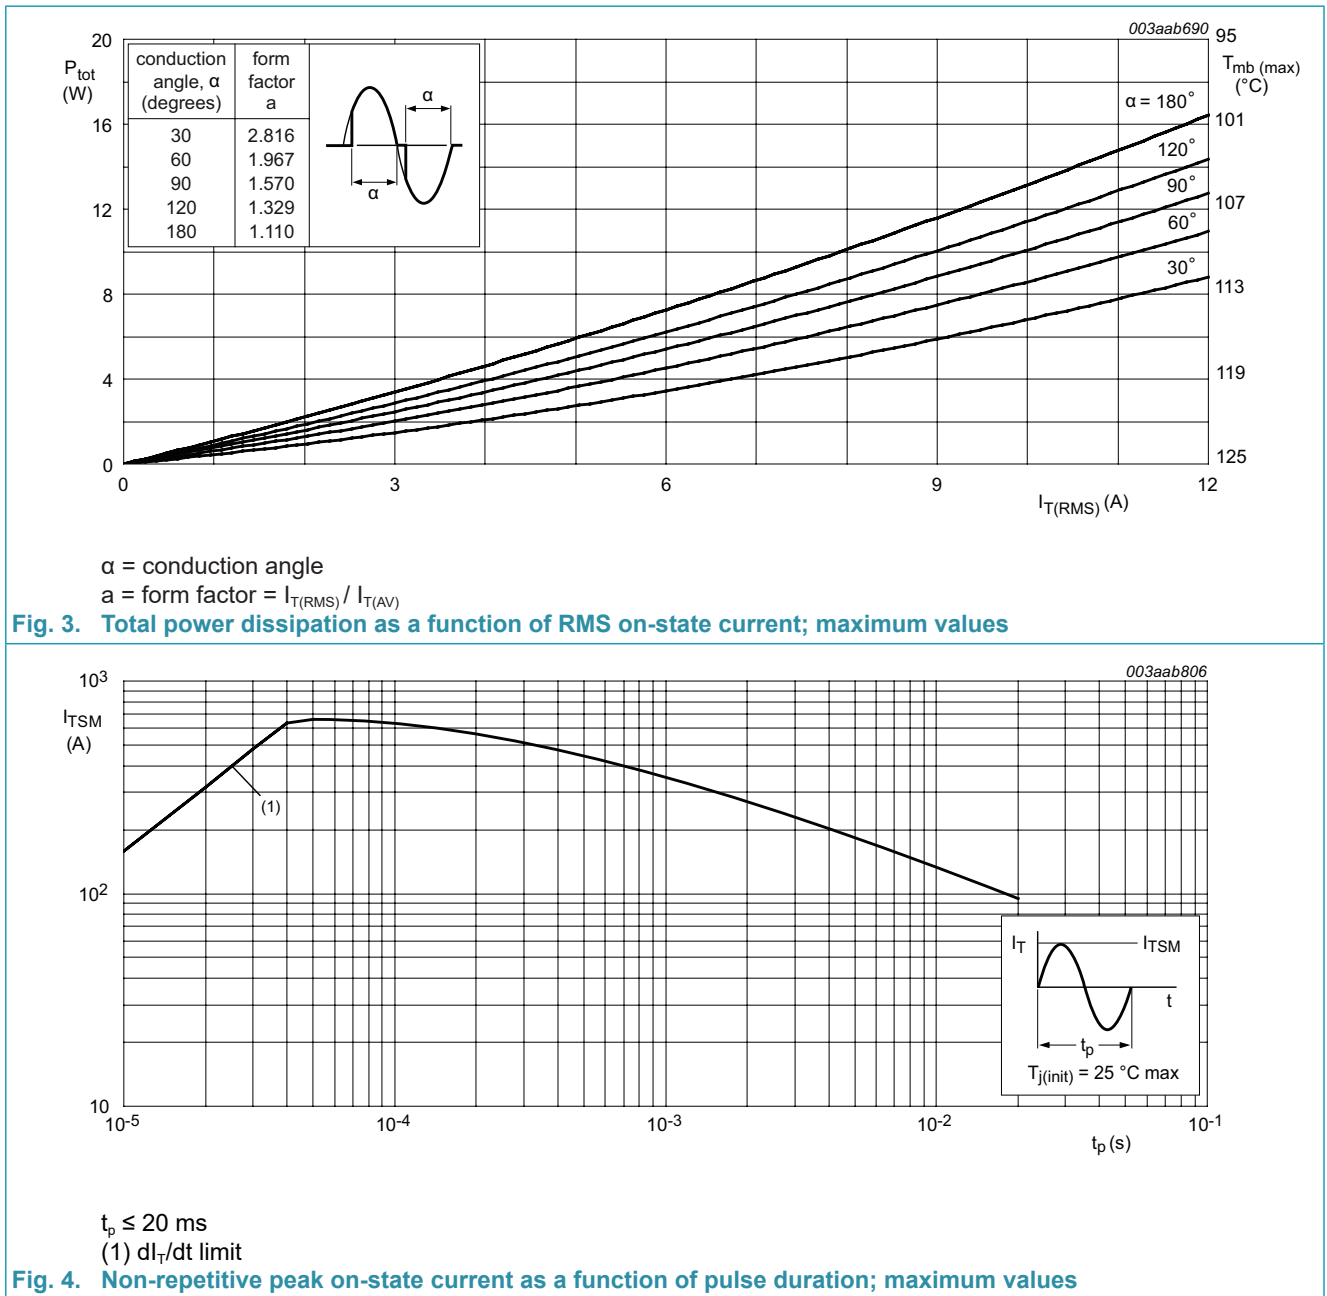 003aab690
20
P_tot
(W)
16
12
8
4
0
conduction angle, α (degrees) form factor a
30 2.816
60 1.967
90 1.570
120 1.329
180 1.110
α
α
α = 180°
120°
90°
60°
30°
95
T_mb (max)
(°C)
101
107
113
119
125
0 3 6 9 12
I_T(RMS) (A)
α = conduction angle
a = form factor = I_T(RMS) / I_T(AV)
Fig. 3. Total power dissipation as a function of RMS on-state current; maximum values
003aab806
10³
I_TSM
(A)
10²
10
(1)
I_T
I_TSM
t
t_p
T_j(init) = 25 °C max
10⁻⁵ 10⁻⁴ 10⁻³ 10⁻² 10⁻¹
t_p (s)
t_p ≤ 20 ms
(1) dI_T/dt limit
Fig. 4. Non-repetitive peak on-state current as a function of pulse duration; maximum values